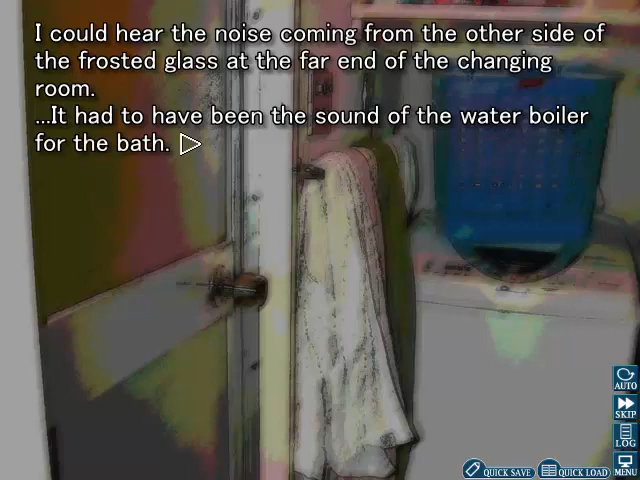 I could hear the noise coming from the other side of
the frosted glass at the far end of the changing
room.
...It had to have been the sound of the water boiler
for the bath.
AUTO
SKIP
LOG
MENU
QUICK SAVE
QUICK LOAD